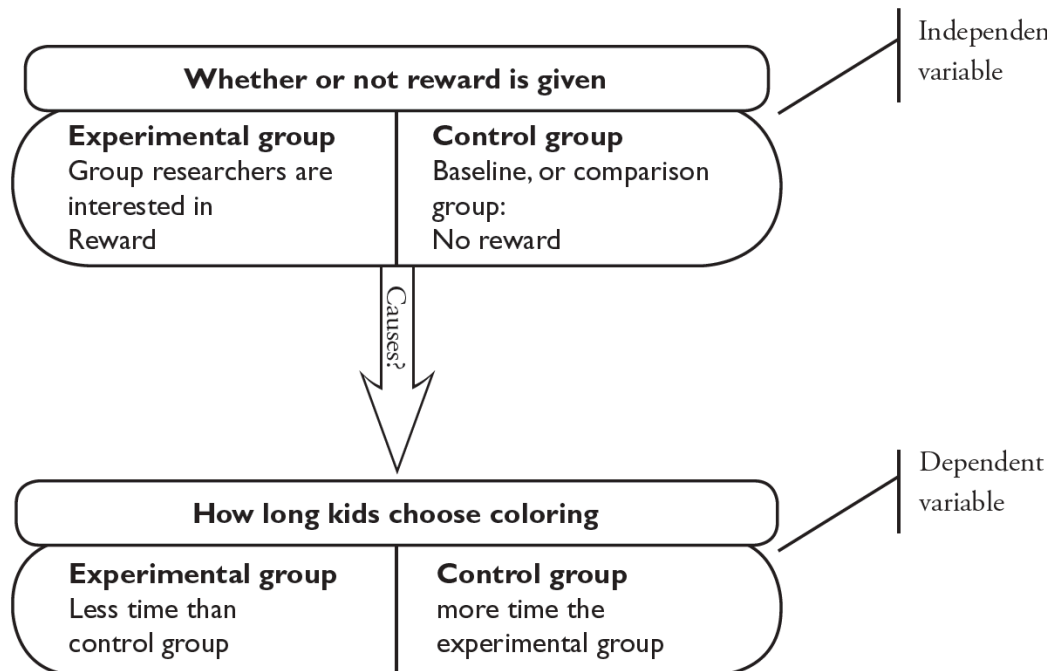 Independen
variable
Whether or not reward is given
Experimental group
Group researchers are
interested in
Reward
Control group
Baseline, or comparison
group:
No reward
Causes?
Dependent
variable
How long kids choose coloring
Experimental group
Less time than
control group
Control group
more time the
experimental group